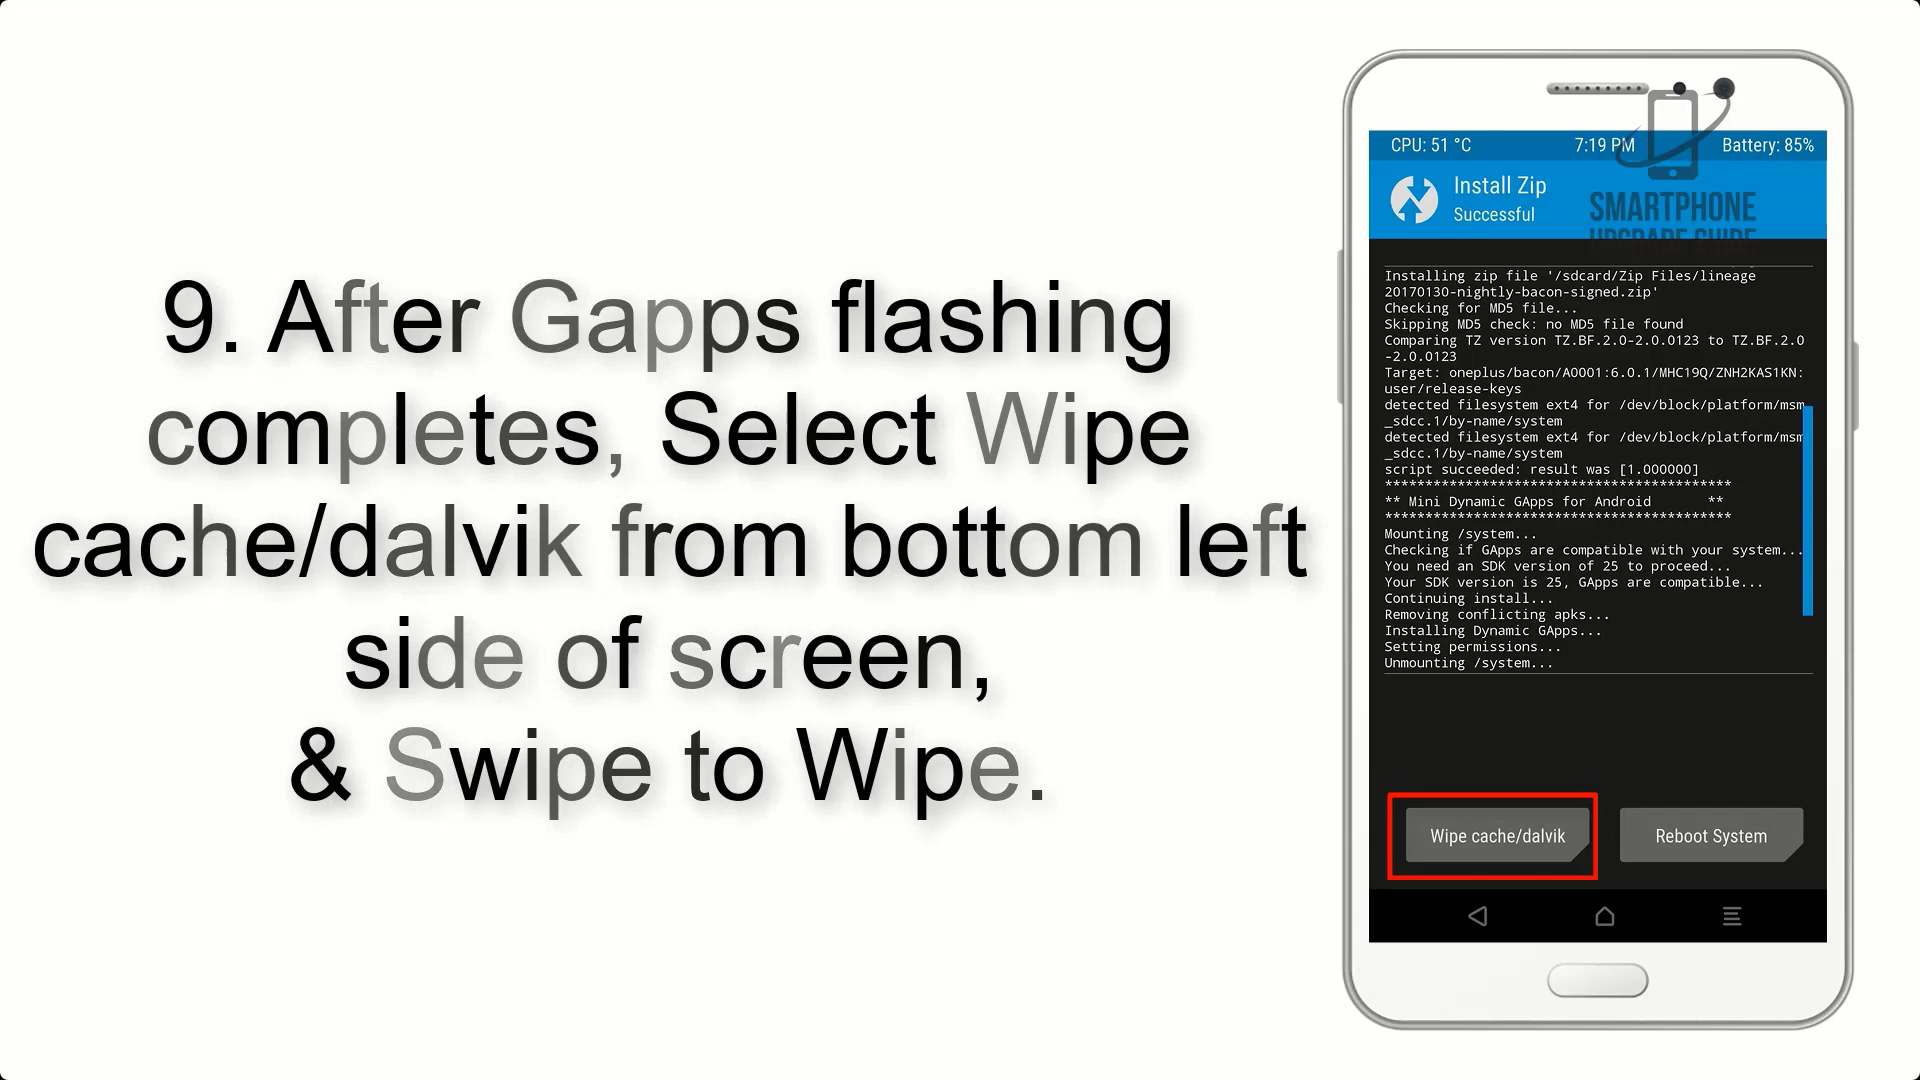 9. After Gapps flashing
completes, Select Wipe
cache/dalvik from bottom left
side of screen,
& Swipe to Wipe.
CPU: 51 °C 7:19 PM Battery: 85%
Install Zip
Successful
SMARTPHONE
UPGRADE GUIDE
Installing zip file '/sdcard/Zip Files/lineage
20170130-nightly-bacon-signed.zip'
Checking for MD5 file...
Skipping MD5 check: no MD5 file found
Comparing TZ version TZ.BF.2.0-2.0.0123 to TZ.BF.2.0
-2.0.0123
Target: oneplus/bacon/A0001:6.0.1/MHC19Q/ZNH2KAS1KN:
user/release-keys
detected filesystem ext4 for /dev/block/platform/msm
_sdcc.1/by-name/system
detected filesystem ext4 for /dev/block/platform/msm
_sdcc.1/by-name/system
script succeeded: result was [1.000000]
*******************************************
** Mini Dynamic GApps for Android **
*******************************************
Mounting /system...
Checking if GApps are compatible with your system...
You need an SDK version of 25 to proceed...
Your SDK version is 25, GApps are compatible...
Continuing install...
Removing conflicting apks...
Installing Dynamic GApps...
Setting permissions...
Unmounting /system...
Wipe cache/dalvik Reboot System